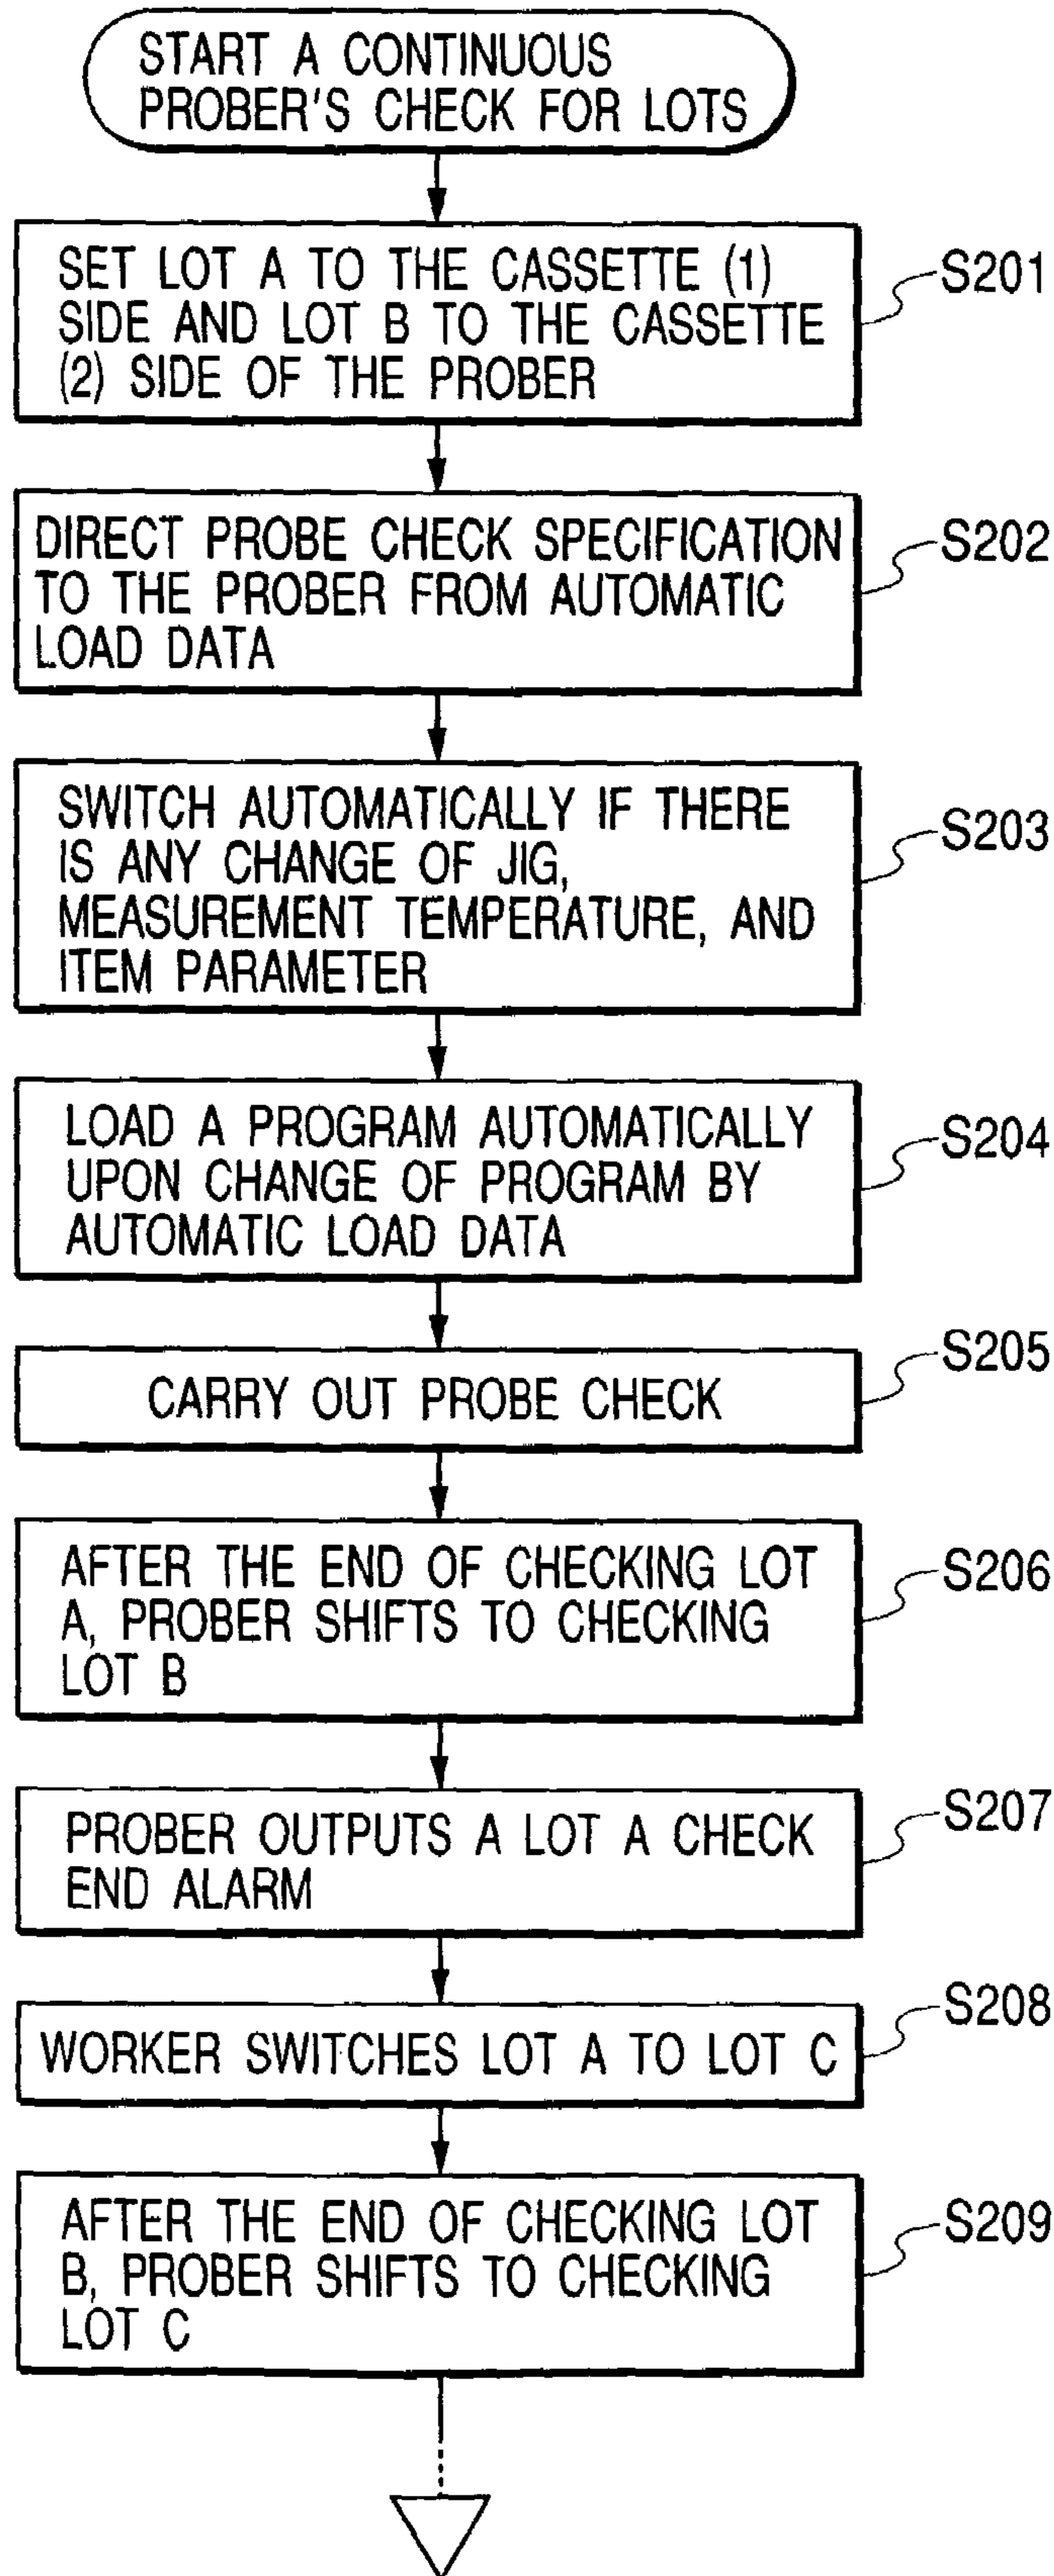 START A CONTINUOUS
PROBER'S CHECK FOR LOTS
SET LOT A TO THE CASSETTE (1)
SIDE AND LOT B TO THE CASSETTE
(2) SIDE OF THE PROBER
S201
DIRECT PROBE CHECK SPECIFICATION
TO THE PROBER FROM AUTOMATIC
LOAD DATA
S202
SWITCH AUTOMATICALLY IF THERE
IS ANY CHANGE OF JIG,
MEASUREMENT TEMPERATURE, AND
ITEM PARAMETER
S203
LOAD A PROGRAM AUTOMATICALLY
UPON CHANGE OF PROGRAM BY
AUTOMATIC LOAD DATA
S204
CARRY OUT PROBE CHECK
S205
AFTER THE END OF CHECKING LOT
A, PROBER SHIFTS TO CHECKING
LOT B
S206
PROBER OUTPUTS A LOT A CHECK
END ALARM
S207
WORKER SWITCHES LOT A TO LOT C
S208
AFTER THE END OF CHECKING LOT
B, PROBER SHIFTS TO CHECKING
LOT C
S209